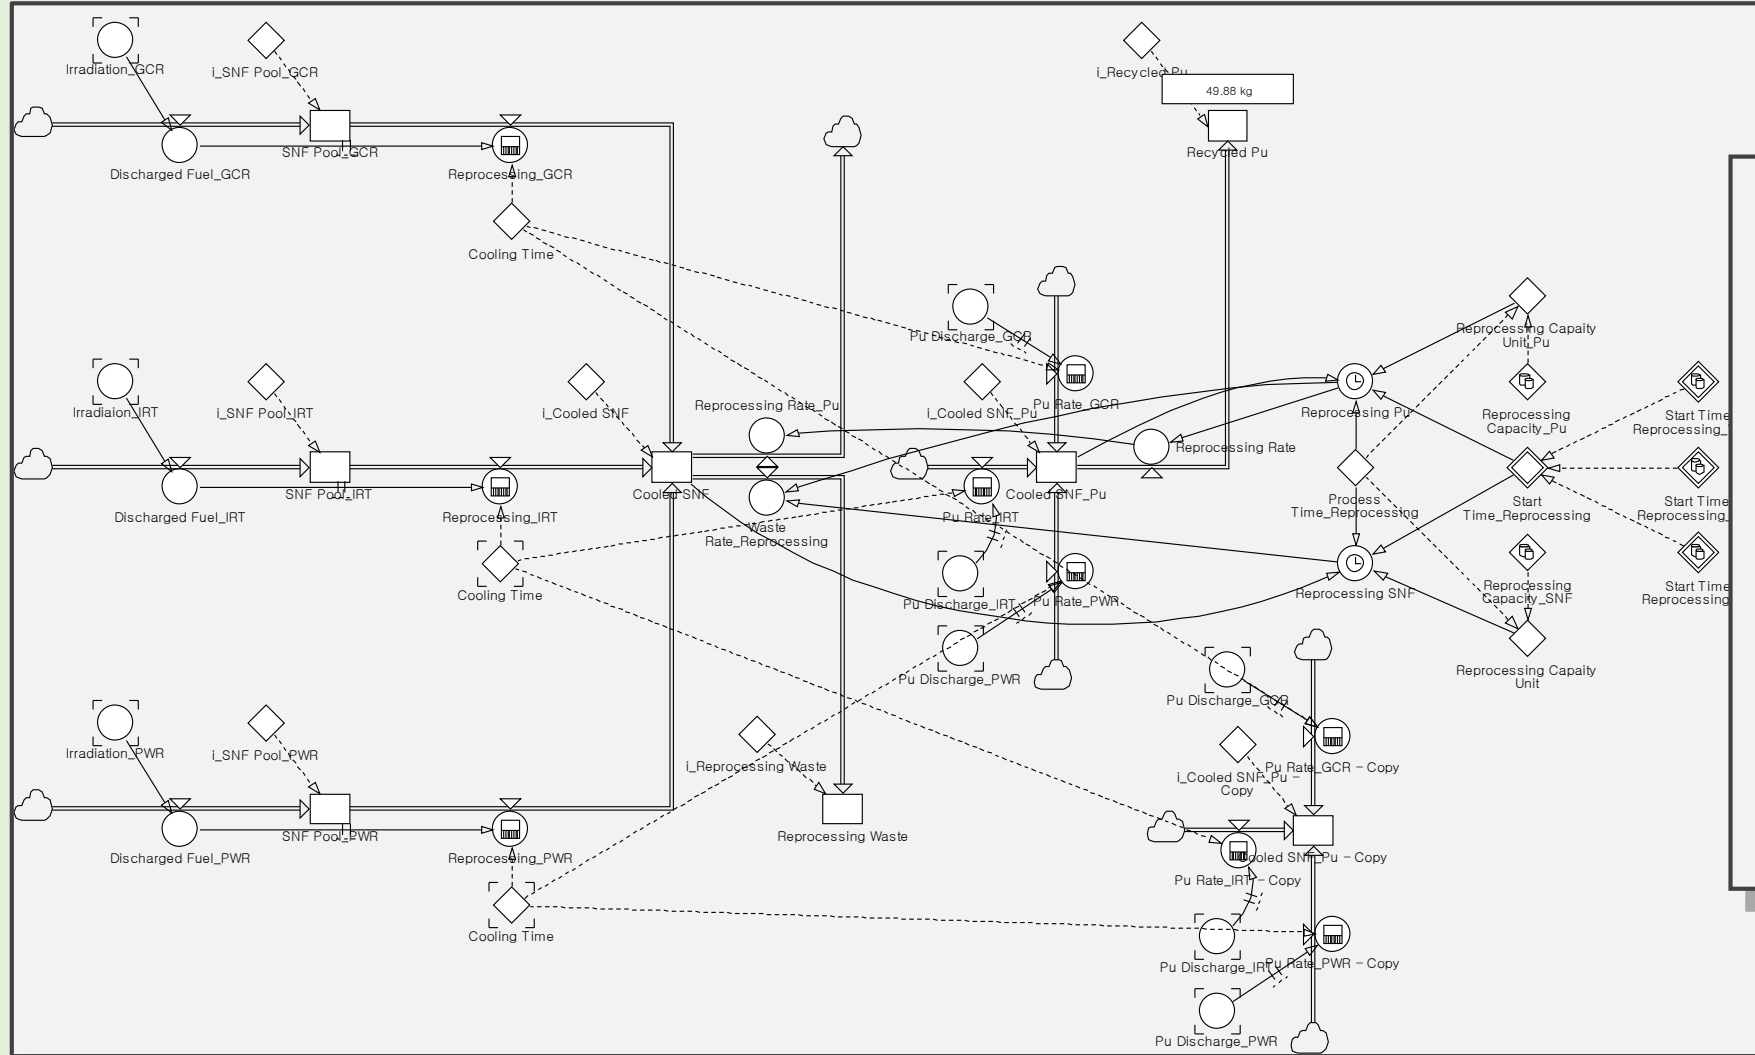 Irradiation_GCR
i_SNF Pool_GCR
i_Recycled Pu
49.88 kg
SNF Pool_GCR
Recycled Pu
Discharged Fuel_GCR
Reprocessing_GCR
Cooling Time
Pu Discharge_GCR
Reprocessing Capaity
Unit_Pu
Irradiaion_IRT
i_SNF Pool_IRT
i_Cooled SNF
Reprocessing Rate_Pu
i_Cooled SNF_Pu
Pu Rate_GCR
Reprocessing Pu
Reprocessing
Capacity_Pu
Start Time
Reprocessing_
Reprocessing Rate
SNF Pool_IRT
Cooled SNF
Cooled SNF_Pu
Process
Time_Reprocessing
Start
Time_Reprocessing
Start Time
Reprocessing_
Discharged Fuel_IRT
Reprocessing_IRT
Waste
Rate_Reprocessing
Pu Rate_IRT
Cooling Time
Pu Discharge_IRT
Pu Rate_PWR
Reprocessing SNF
Reprocessing
Capacity_SNF
Start Time
Reprocessing
Pu Discharge_PWR
Reprocessing Capaity
Unit
Pu Discharge_GCR
Irradiation_PWR
i_SNF Pool_PWR
i_Reprocessing Waste
i_Cooled SNF_Pu -
Copy
Pu Rate_GCR - Copy
SNF Pool_PWR
Reprocessing Waste
Discharged Fuel_PWR
Reprocessing_PWR
Cooled SNF_Pu - Copy
Pu Rate_IRT - Copy
Cooling Time
Pu Discharge_IRT
Pu Rate_PWR - Copy
Pu Discharge_PWR